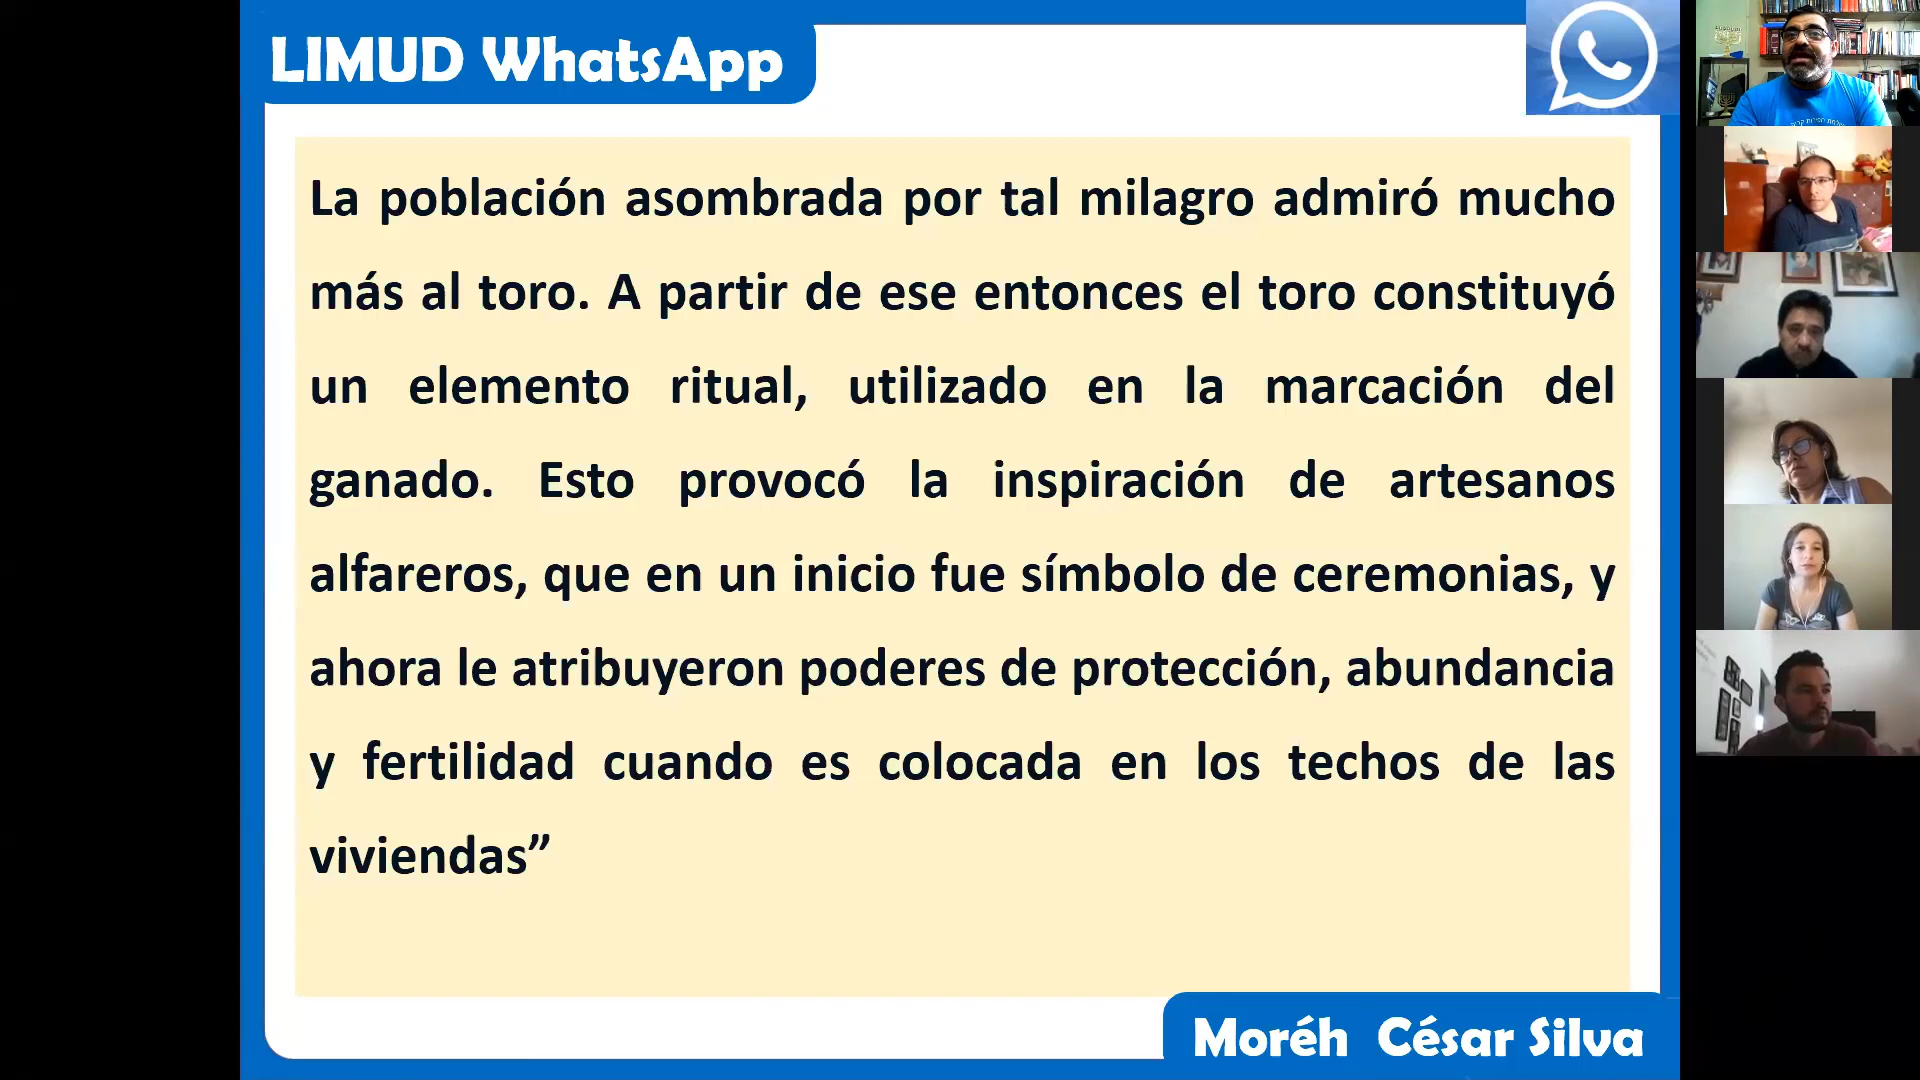 LIMUD WhatsApp
La población asombrada por tal milagro admiró mucho
más al toro. A partir de ese entonces el toro constituyó
un elemento ritual, utilizado en la marcación del
ganado. Esto provocó la inspiración de artesanos
alfareros, que en un inicio fue símbolo de ceremonias, y
ahora le atribuyeron poderes de protección, abundancia
y fertilidad cuando es colocada en los techos de las
viviendas”
Moréh César Silva